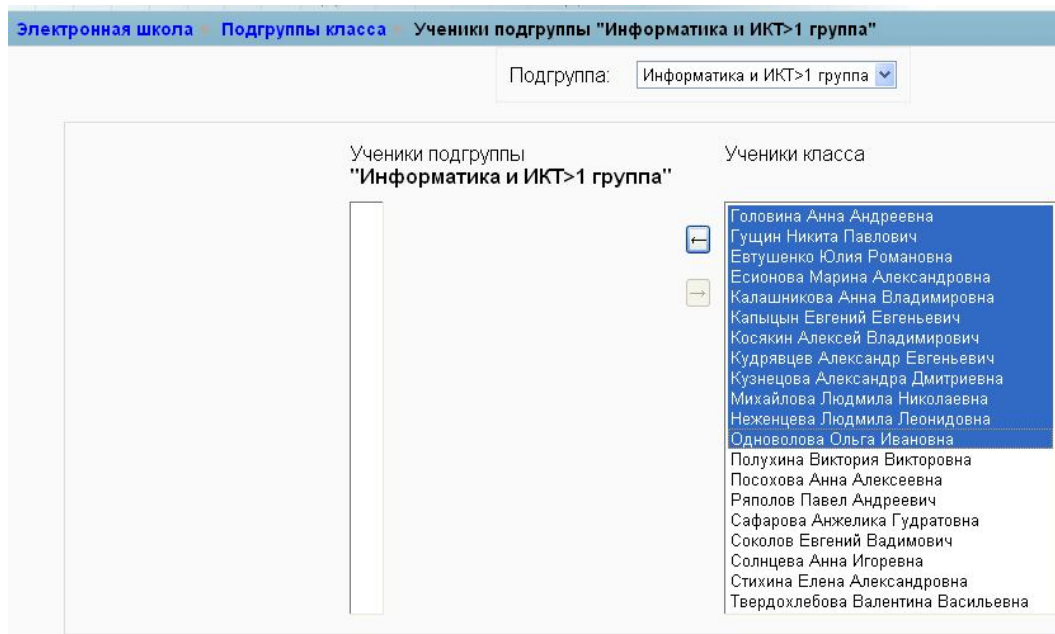 Электронная школа Подгруппы класса Ученики подгруппы "Информатика и ИКТ>1 группа"
Подгруппа: Информатика и ИКТ>1 группа
Ученики подгруппы
"Информатика и ИКТ>1 группа"
Ученики класса
←
→
Головина Анна Андреевна
Гущин Никита Павлович
Евтушенко Юлия Романовна
Есионова Марина Александровна
Калашникова Анна Владимировна
Капыцын Евгений Евгеньевич
Косякин Алексей Владимирович
Кудрявцев Александр Евгеньевич
Кузнецова Александра Дмитриевна
Михайлова Людмила Николаевна
Неженцева Людмила Леонидовна
Одноволова Ольга Ивановна
Полухина Виктория Викторовна
Посохова Анна Алексеевна
Ряполов Павел Андреевич
Сафарова Анжелика Гудратовна
Соколов Евгений Вадимович
Солнцева Анна Игоревна
Стихина Елена Александровна
Твердохлебова Валентина Васильевна